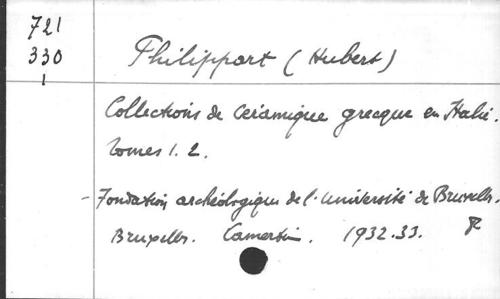 721
330
1
Philippart (Hubert)
Collections de céramique grecque en Italie.
Tomes 1. 2.
- Fondation archéologique de l'Université de Bruxelles.
Bruxelles. Lamertin. 1932.33.